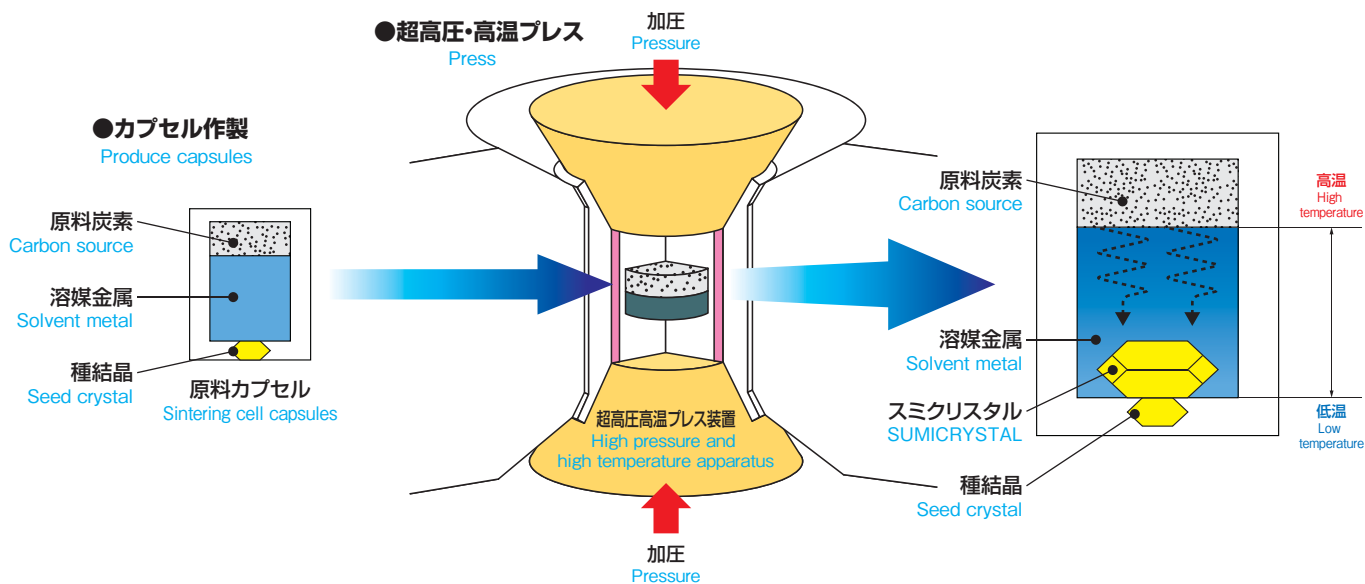 ●カプセル作製
Produce capsules
原料炭素
Carbon source
溶媒金属
Solvent metal
種結晶
Seed crystal
原料カプセル
Sintering cell capsules
●超高圧・高温プレス
Press
加圧
Pressure
超高圧高温プレス装置
High pressure and
high temperature apparatus
加圧
Pressure
原料炭素
Carbon source
溶媒金属
Solvent metal
スミクリスタル
SUMICRYSTAL
種結晶
Seed crystal
高温
High
temperature
低温
Low
temperature